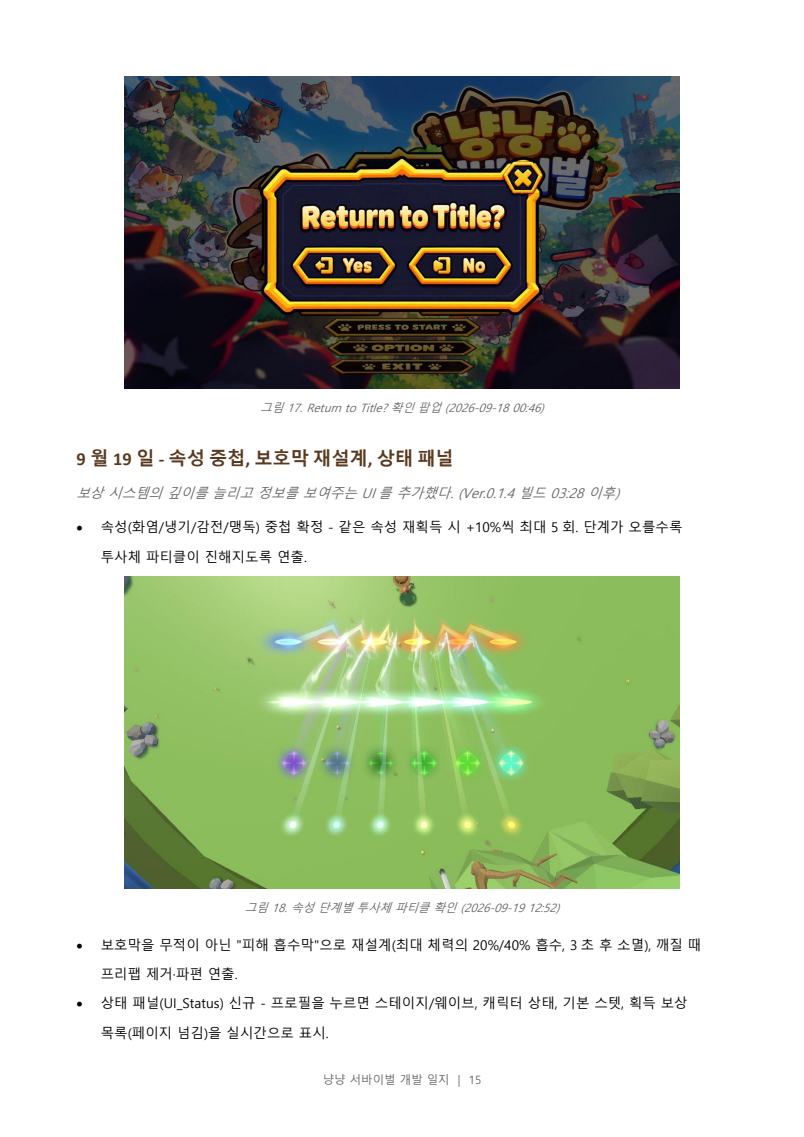 냥냥
Return to Title?
Yes
No
PRESS TO START
OPTION
EXIT
그림 17. Return to Title? 확인 팝업 (2026-09-18 00:46)
9 월 19 일 - 속성 중첩, 보호막 재설계, 상태 패널
보상 시스템의 깊이를 늘리고 정보를 보여주는 UI 를 추가했다. (Ver.0.1.4 빌드 03:28 이후)
• 속성(화염/냉기/감전/맹독) 중첩 확정 - 같은 속성 재획득 시 +10%씩 최대 5 회. 단계가 오를수록
투사체 파티클이 진해지도록 연출.
그림 18. 속성 단계별 투사체 파티클 확인 (2026-09-19 12:52)
• 보호막을 무적이 아닌 "피해 흡수막"으로 재설계(최대 체력의 20%/40% 흡수, 3 초 후 소멸), 깨질 때
프리팹 제거·파편 연출.
• 상태 패널(UI_Status) 신규 - 프로필을 누르면 스테이지/웨이브, 캐릭터 상태, 기본 스텟, 획득 보상
목록(페이지 넘김)을 실시간으로 표시.
냥냥 서바이벌 개발 일지 | 15